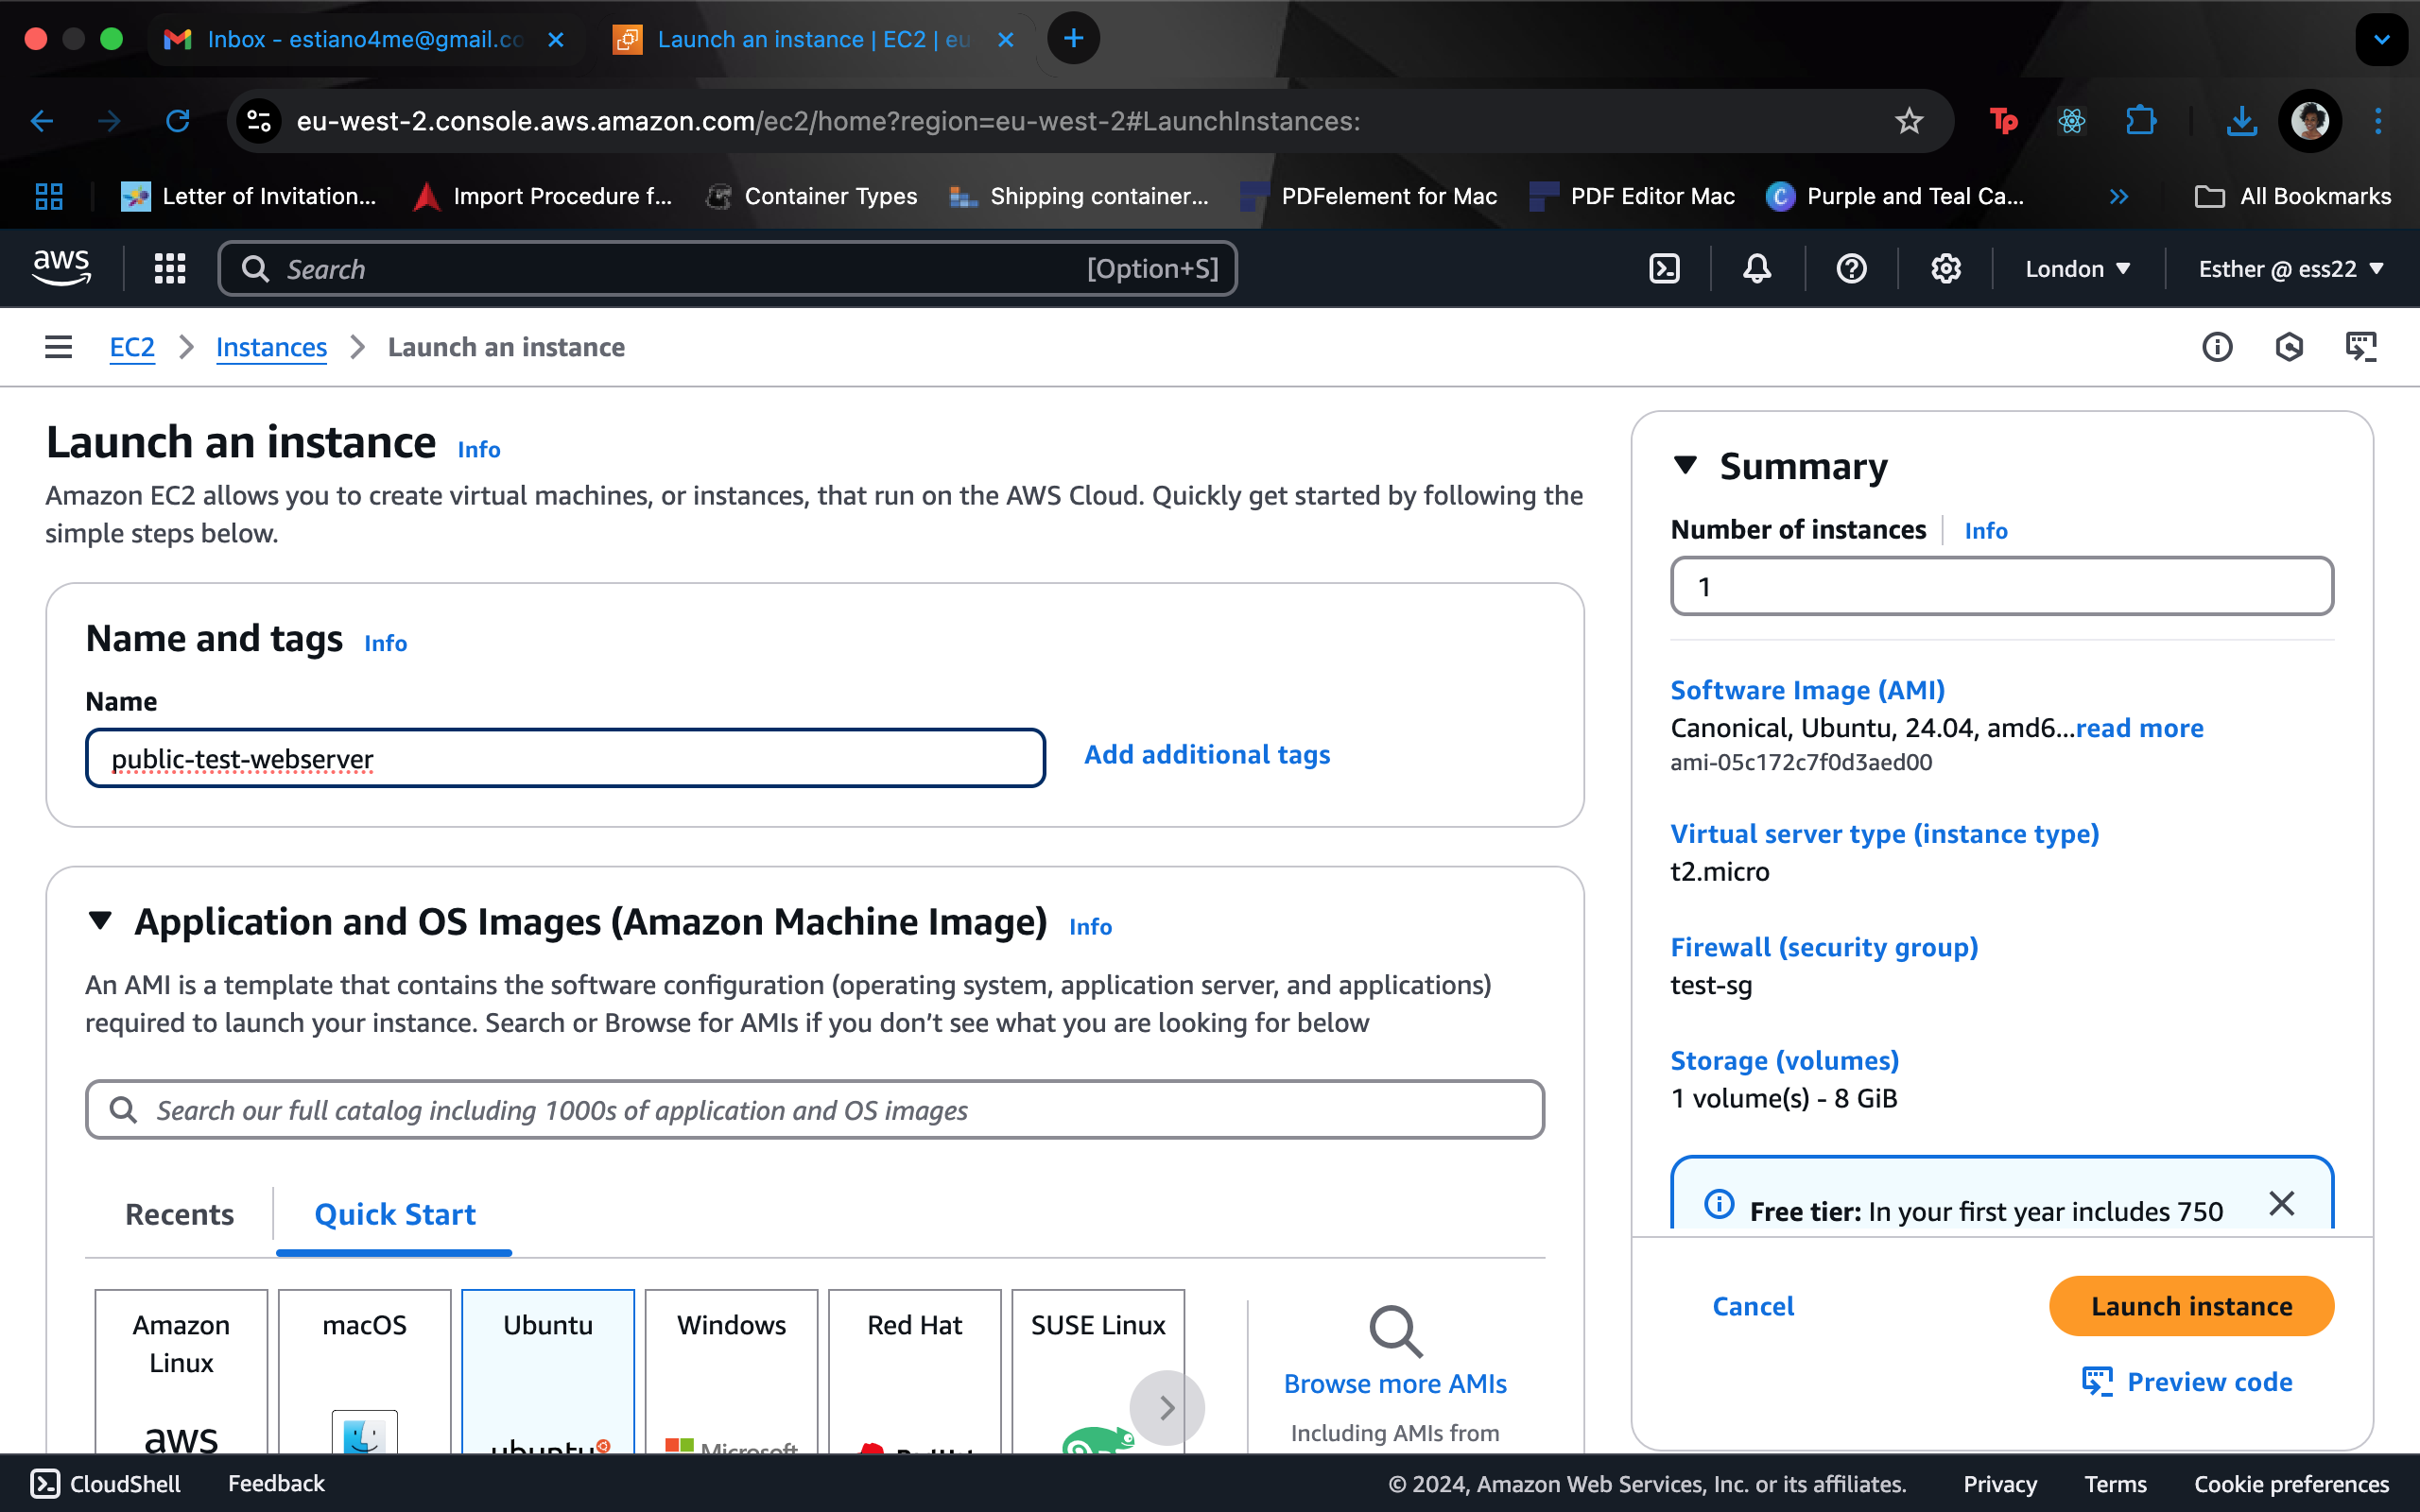 Inbox - estiano4me@gmail.co
Launch an instance | EC2 | eu
eu-west-2.console.aws.amazon.com/ec2/home?region=eu-west-2#LaunchInstances:
Tp
Letter of Invitation...
Import Procedure f...
Container Types
Shipping container...
PDFelement for Mac
PDF Editor Mac
Purple and Teal Ca...
All Bookmarks
aws
Search
[Option+S]
London
Esther @ ess22
EC2
Instances
Launch an instance
Launch an instance Info
Amazon EC2 allows you to create virtual machines, or instances, that run on the AWS Cloud. Quickly get started by following the
simple steps below.
Name and tags Info
Name
public-test-webserver
Add additional tags
Application and OS Images (Amazon Machine Image) Info
An AMI is a template that contains the software configuration (operating system, application server, and applications)
required to launch your instance. Search or Browse for AMIs if you don’t see what you are looking for below
Search our full catalog including 1000s of application and OS images
Recents
Quick Start
Amazon
Linux
aws
macOS
Ubuntu
ubuntu
Windows
Microsoft
Red Hat
RedHat
SUSE Linux
Browse more AMIs
Including AMIs from
Summary
Number of instances Info
1
Software Image (AMI)
Canonical, Ubuntu, 24.04, amd6...read more
ami-05c172c7f0d3aed00
Virtual server type (instance type)
t2.micro
Firewall (security group)
test-sg
Storage (volumes)
1 volume(s) - 8 GiB
Free tier: In your first year includes 750
Cancel
Launch instance
Preview code
CloudShell
Feedback
© 2024, Amazon Web Services, Inc. or its affiliates.
Privacy
Terms
Cookie preferences